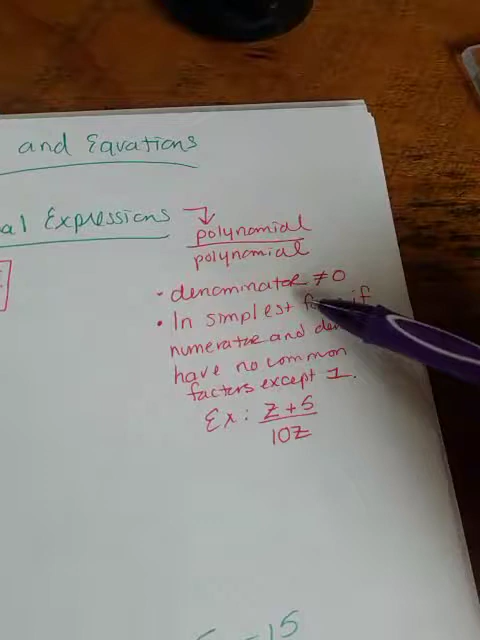 and Equations
al Expressions
polynomial
polynomial
• denominator ≠ 0
• In simplest if
numerator and
have no common
factors except 1.
Ex: z + 5
10z
- 15